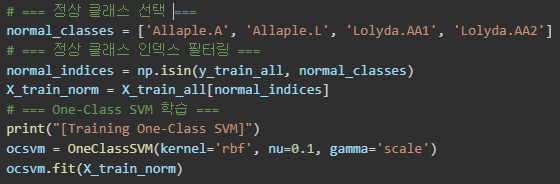 # === 정상 클래스 선택 ===
normal_classes = ['Allaple.A', 'Allaple.L', 'Lolyda.AA1', 'Lolyda.AA2']
# === 정상 클래스 인덱스 필터링 ===
normal_indices = np.isin(y_train_all, normal_classes)
X_train_norm = X_train_all[normal_indices]
# === One-Class SVM 학습 ===
print("[Training One-Class SVM]")
ocsvm = OneClassSVM(kernel='rbf', nu=0.1, gamma='scale')
ocsvm.fit(X_train_norm)